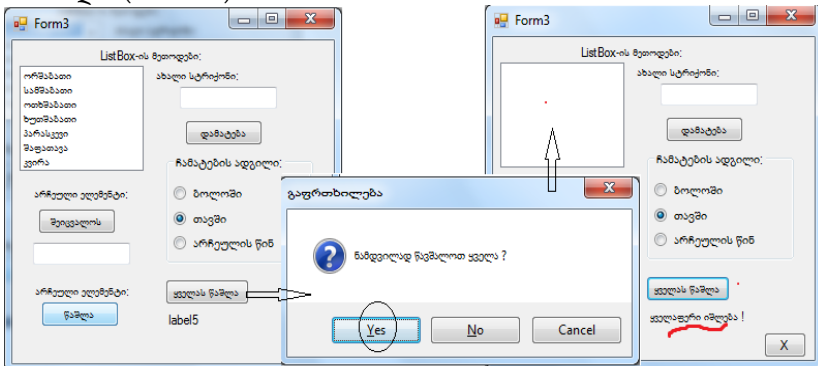 Form3
ListBox-ის მეთოდები:
ორშაბათი
სამშაბათი
ოთხშაბათი
ხუთშაბათი
პარასკევი
შაფათავა
კვირა
ახალი სტრიქონი:
დამატება
ჩამატების ადგილი:
ბოლოში
თავში
არჩეულის წინ
არჩეული ელემენტი:
შეიცვალოს
არჩეული ელემენტი:
წაშლა
ყველას წაშლა
label5
გაფრთხილება
ნამდვილად წავშალოთ ყველა ?
Yes
No
Cancel
Form3
ListBox-ის მეთოდები:
ახალი სტრიქონი:
დამატება
ჩამატების ადგილი:
ბოლოში
თავში
არჩეულის წინ
ყველას წაშლა
ყველაფერი იშლება !
X